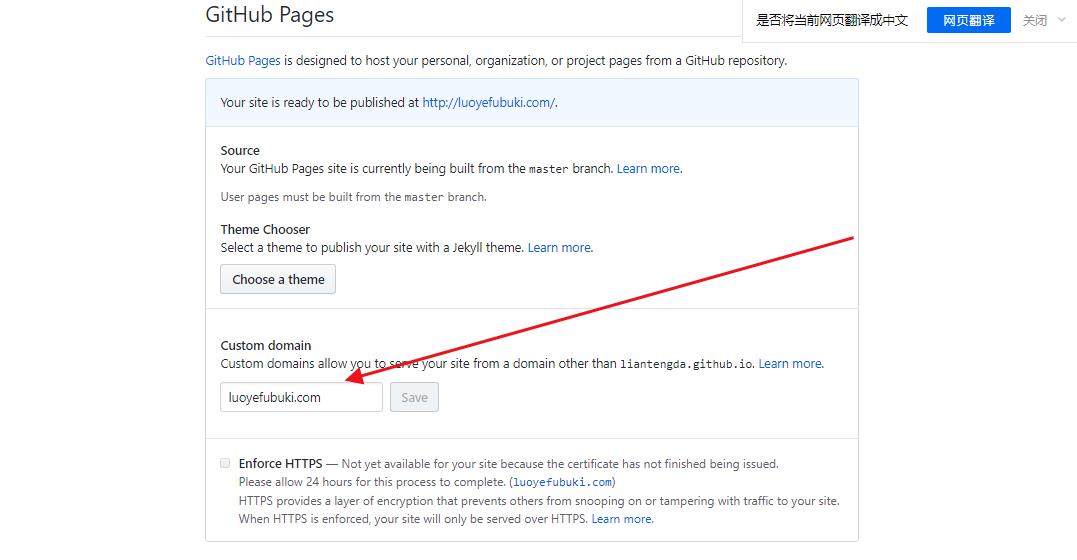 GitHub Pages
是否将当前网页翻译成中文 网页翻译 关闭
GitHub Pages is designed to host your personal, organization, or project pages from a GitHub repository.
Your site is ready to be published at http://luoyefubuki.com/.
Source
Your GitHub Pages site is currently being built from the master branch. Learn more.
User pages must be built from the master branch.
Theme Chooser
Select a theme to publish your site with a Jekyll theme. Learn more.
Choose a theme
Custom domain
Custom domains allow you to serve your site from a domain other than liantengda.github.io. Learn more.
luoyefubuki.com Save
Enforce HTTPS — Not yet available for your site because the certificate has not finished being issued.
Please allow 24 hours for this process to complete. (luoyefubuki.com)
HTTPS provides a layer of encryption that prevents others from snooping on or tampering with traffic to your site.
When HTTPS is enforced, your site will only be served over HTTPS. Learn more.